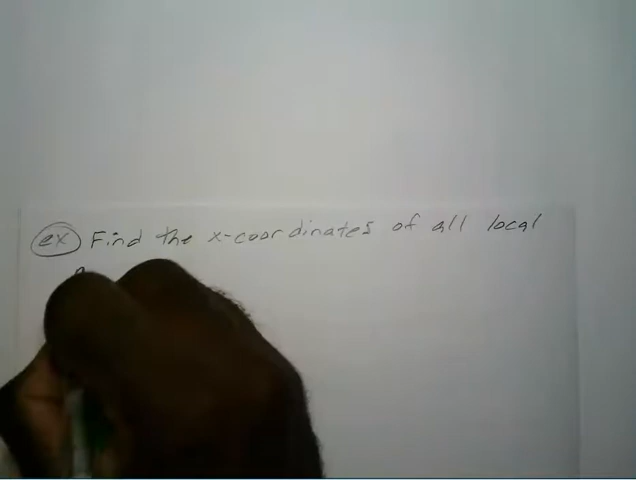 ex Find the x-coordinates of all local